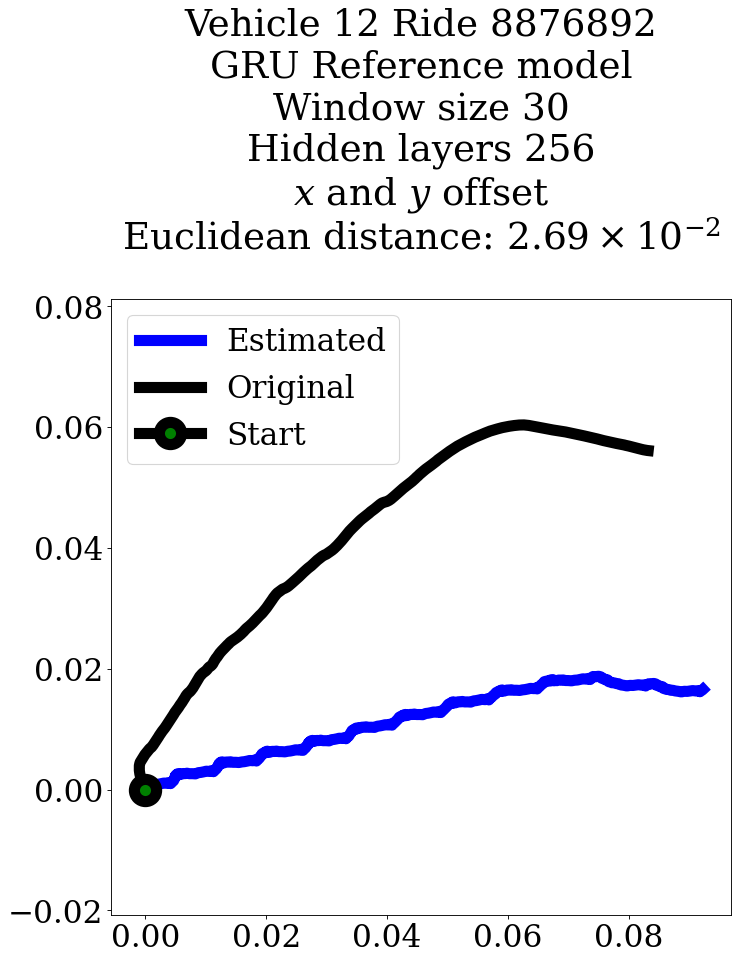 Vehicle 12 Ride 8876892
GRU Reference model
Window size 30
Hidden layers 256
x and y offset
Euclidean distance: 2.69 × 10⁻²
Estimated
Original
Start
0.08
0.06
0.04
0.02
0.00
−0.02
0.00 0.02 0.04 0.06 0.08